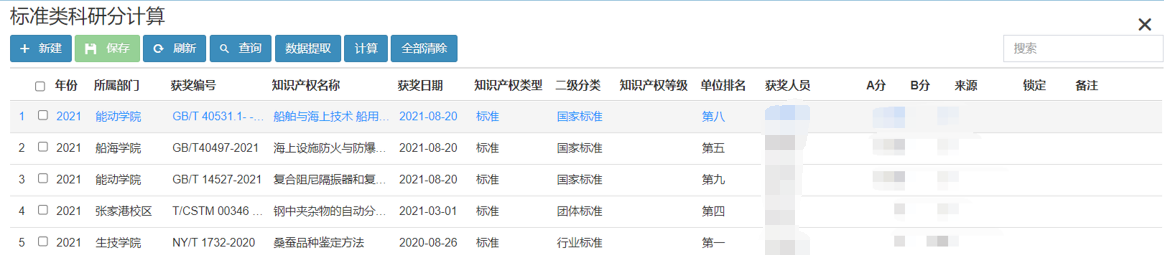 标准类科研分计算
新建 保存 刷新 查询 数据提取 计算 全部清除 搜索
年份 所属部门 获奖编号 知识产权名称 获奖日期 知识产权类型 二级分类 知识产权等级 单位排名 获奖人员 A分 B分 来源 锁定 备注
1 2021 能动学院 GB/T 40531.1- -... 船舶与海上技术 船用... 2021-08-20 标准 国家标准 第八
2 2021 船海学院 GB/T40497-2021 海上设施防火与防爆... 2021-08-20 标准 国家标准 第五
3 2021 能动学院 GB/T 14527-2021 复合阻尼隔振器和复... 2021-08-20 标准 国家标准 第九
4 2021 张家港校区 T/CSTM 00346 ... 钢中夹杂物的自动分... 2021-03-01 标准 团体标准 第四
5 2021 生技学院 NY/T 1732-2020 桑蚕品种鉴定方法 2020-08-26 标准 行业标准 第一